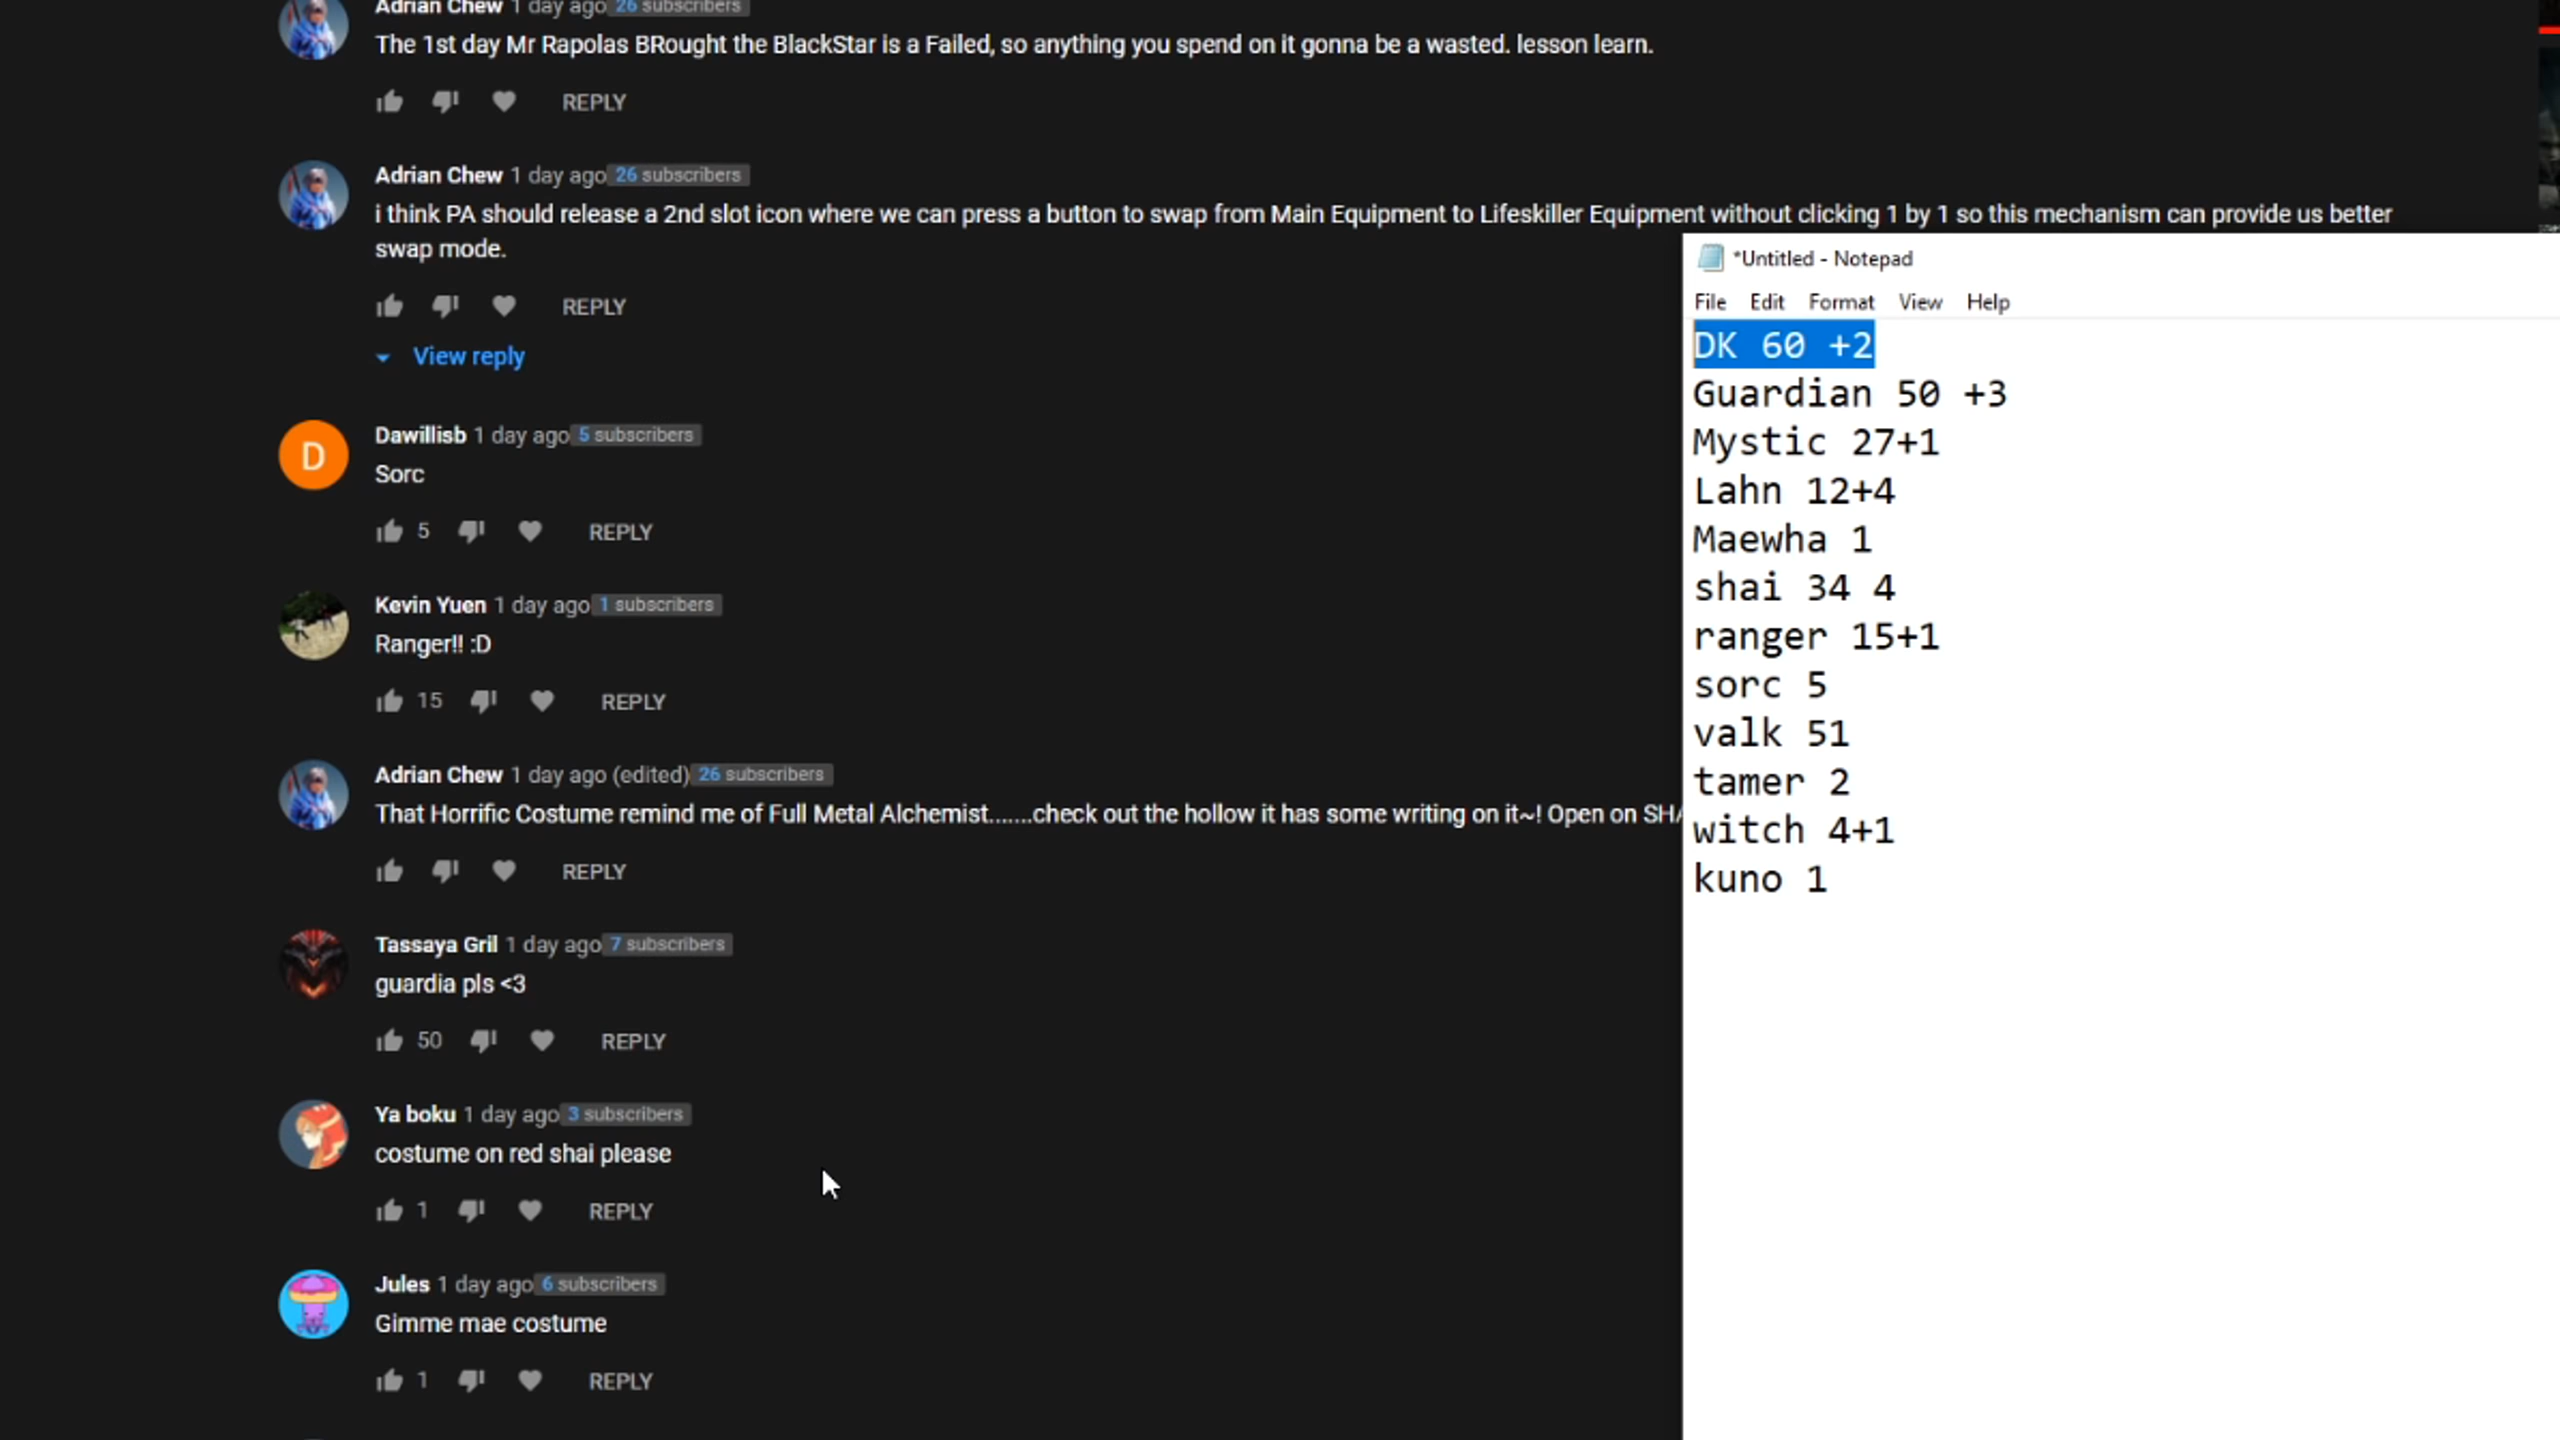 Adrian Chew 1 day ago 26 subscribers
The 1st day Mr Rapolas BRought the BlackStar is a Failed, so anything you spend on it gonna be a wasted. lesson learn.
REPLY
Adrian Chew 1 day ago 26 subscribers
i think PA should release a 2nd slot icon where we can press a button to swap from Main Equipment to Lifeskiller Equipment without clicking 1 by 1 so this mechanism can provide us better
swap mode.
REPLY
View reply
D
Dawillisb 1 day ago 5 subscribers
Sorc
5 REPLY
Kevin Yuen 1 day ago 1 subscribers
Ranger!! :D
15 REPLY
Adrian Chew 1 day ago (edited) 26 subscribers
That Horrific Costume remind me of Full Metal Alchemist.......check out the hollow it has some writing on it~! Open on SHA
REPLY
Tassaya Gril 1 day ago 7 subscribers
guardia pls <3
50 REPLY
Ya boku 1 day ago 3 subscribers
costume on red shai please
1 REPLY
Jules 1 day ago 6 subscribers
Gimme mae costume
1 REPLY
*Untitled - Notepad
File Edit Format View Help
DK 60 +2
Guardian 50 +3
Mystic 27+1
Lahn 12+4
Maewha 1
shai 34 4
ranger 15+1
sorc 5
valk 51
tamer 2
witch 4+1
kuno 1